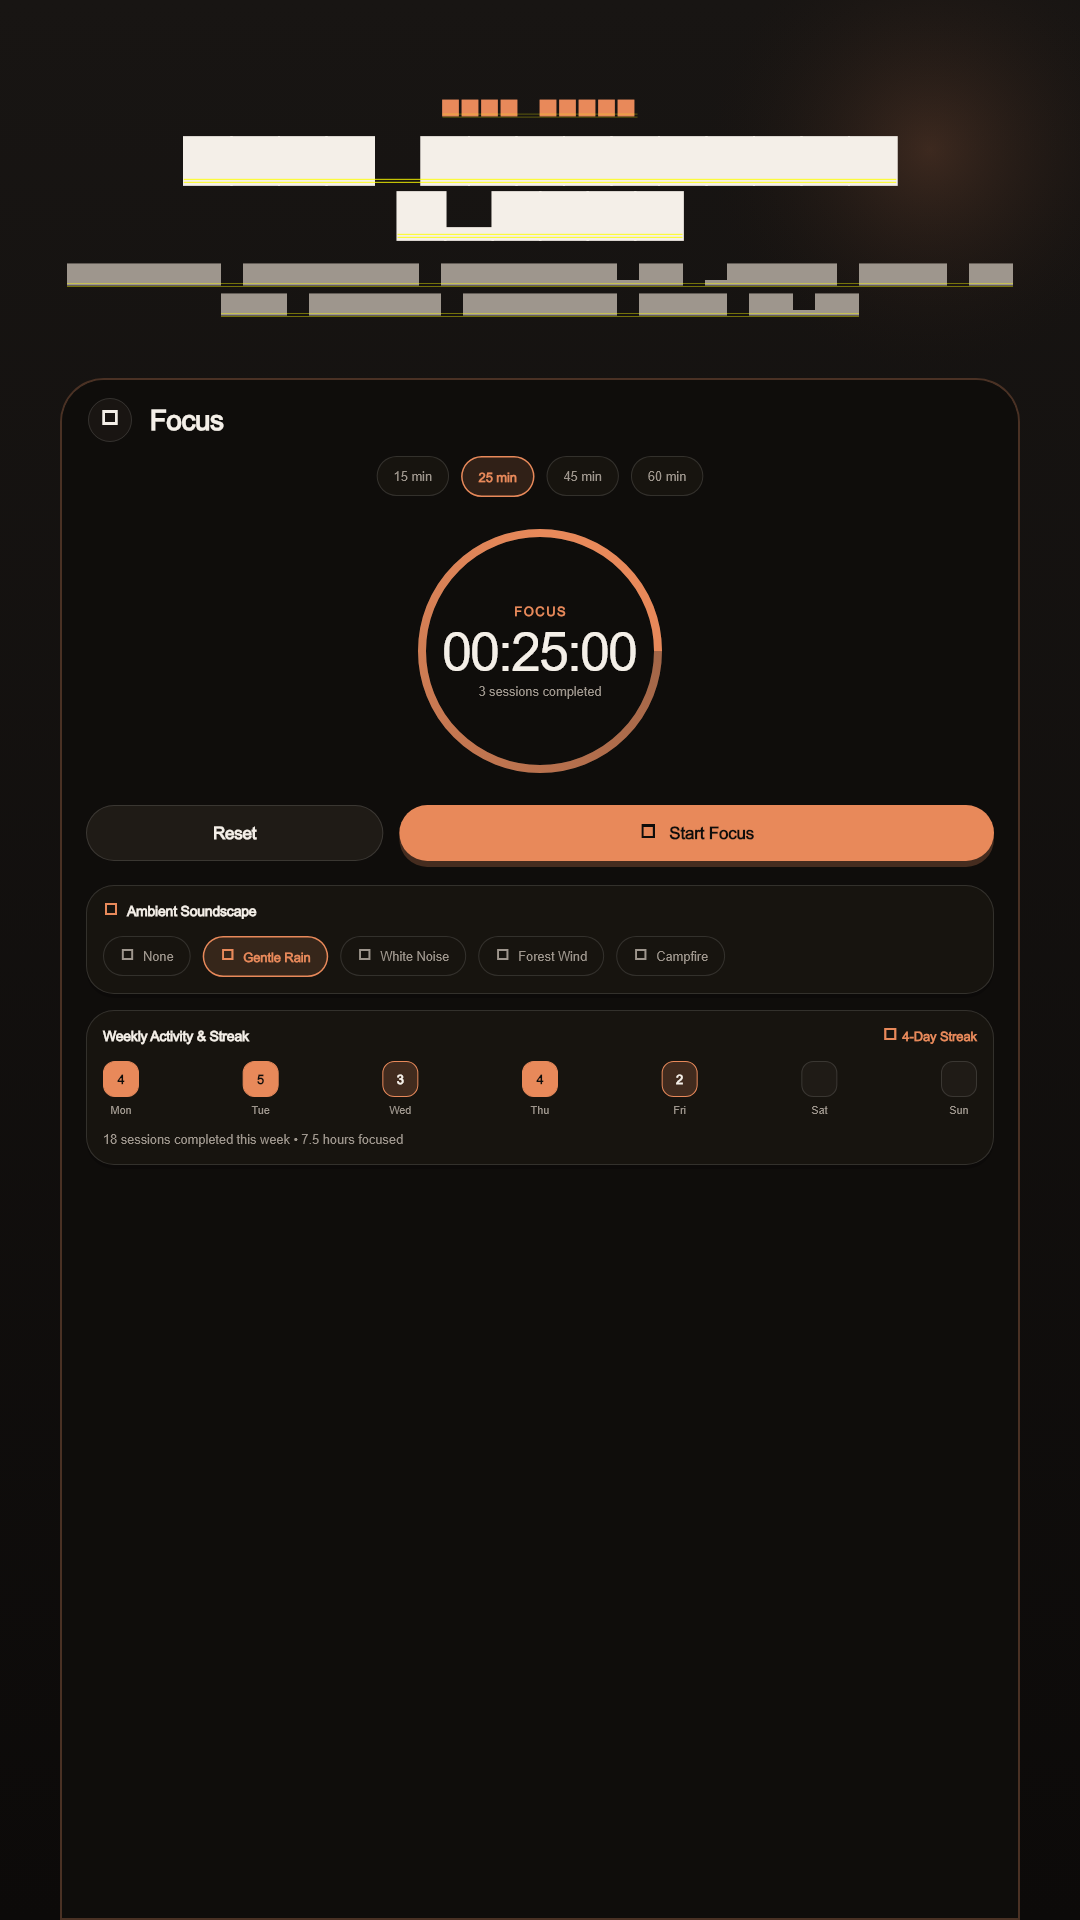 Focus
15 min
25 min
45 min
60 min
FOCUS
00:25:00
3 sessions completed
Reset
Start Focus
Ambient Soundscape
None
Gentle Rain
White Noise
Forest Wind
Campfire
Weekly Activity & Streak
4-Day Streak
4
5
3
4
2
Mon
Tue
Wed
Thu
Fri
Sat
Sun
18 sessions completed this week • 7.5 hours focused